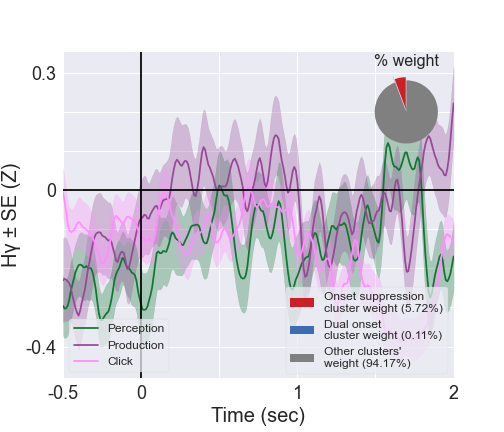 % weight
0.3
0
-0.4
Hγ ± SE (Z)
Perception
Production
Click
Onset suppression
cluster weight (5.72%)
Dual onset
cluster weight (0.11%)
Other clusters'
weight (94.17%)
-0.5
0
1
2
Time (sec)